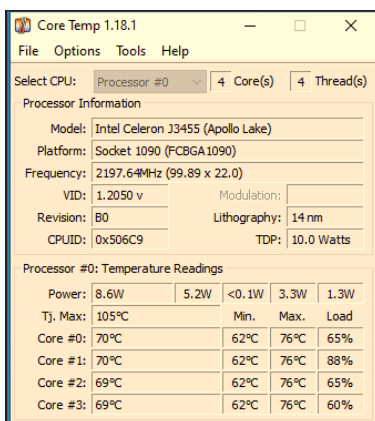 Core Temp 1.18.1
File Options Tools Help
Select CPU: Processor #0 4 Core(s) 4 Thread(s)
Processor Information
Model: Intel Celeron J3455 (Apollo Lake)
Platform: Socket 1090 (FCBGA1090)
Frequency: 2197.64MHz (99.89 x 22.0)
VID: 1.2050 v Modulation:
Revision: B0 Lithography: 14 nm
CPUID: 0x506C9 TDP: 10.0 Watts
Processor #0: Temperature Readings
Power: 8.6W 5.2W <0.1W 3.3W 1.3W
Tj. Max: 105°C Min. Max. Load
Core #0: 70°C 62°C 76°C 65%
Core #1: 70°C 62°C 76°C 88%
Core #2: 69°C 62°C 76°C 65%
Core #3: 69°C 62°C 76°C 60%